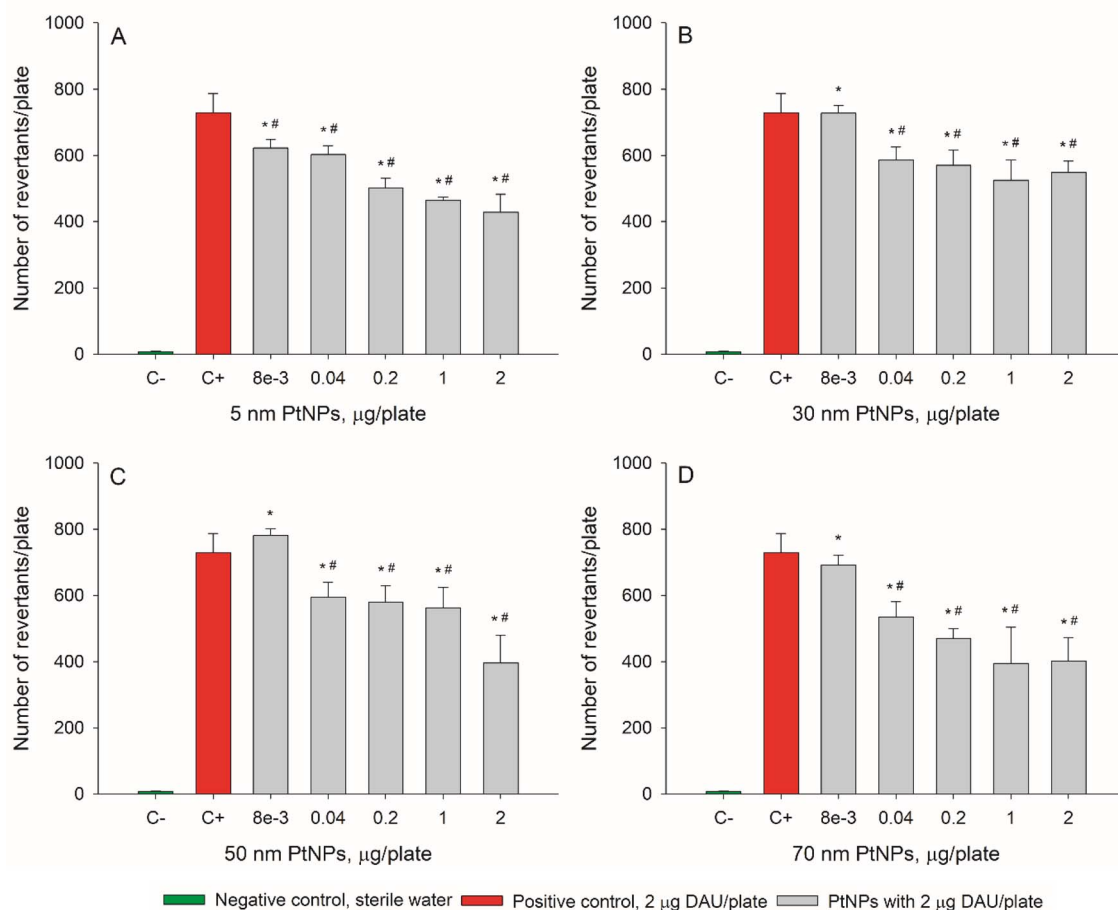 A
Number of revertants/plate
1000
800
600
400
200
0
* #
* #
* #
* #
* #
C- C+ 8e-3 0.04 0.2 1 2
5 nm PtNPs, μg/plate
B
Number of revertants/plate
1000
800
600
400
200
0
*
* #
* #
* #
* #
C- C+ 8e-3 0.04 0.2 1 2
30 nm PtNPs, μg/plate
C
Number of revertants/plate
1000
800
600
400
200
0
*
* #
* #
* #
* #
C- C+ 8e-3 0.04 0.2 1 2
50 nm PtNPs, μg/plate
D
Number of revertants/plate
1000
800
600
400
200
0
*
* #
* #
* #
* #
C- C+ 8e-3 0.04 0.2 1 2
70 nm PtNPs, μg/plate
Negative control, sterile water Positive control, 2 μg DAU/plate PtNPs with 2 μg DAU/plate